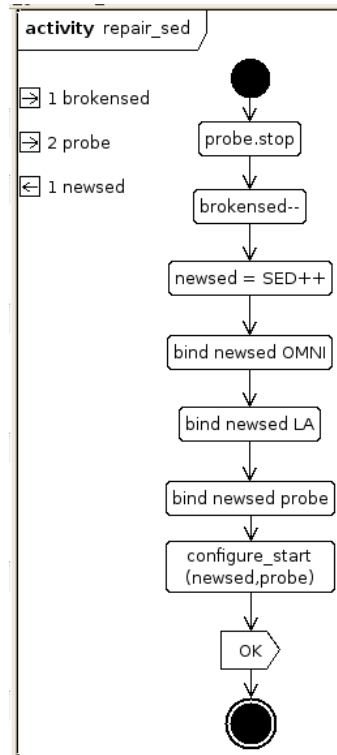 activity repair_sed
1 brokensed
2 probe
1 newsed
probe.stop
brokensed--
newsed = SED++
bind newsed OMNI
bind newsed LA
bind newsed probe
configure_start
(newsed,probe)
OK